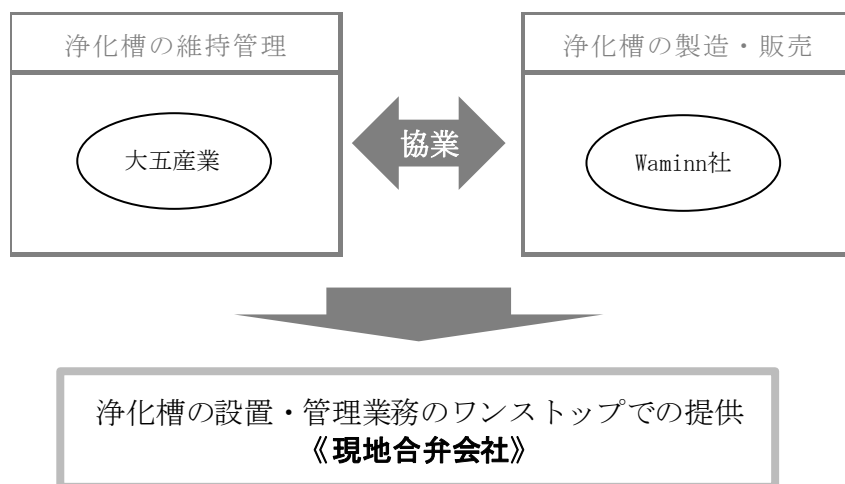 浄化槽の維持管理
浄化槽の製造・販売
大五産業
協業
Waminn社
浄化槽の設置・管理業務のワンストップでの提供
《現地合弁会社》